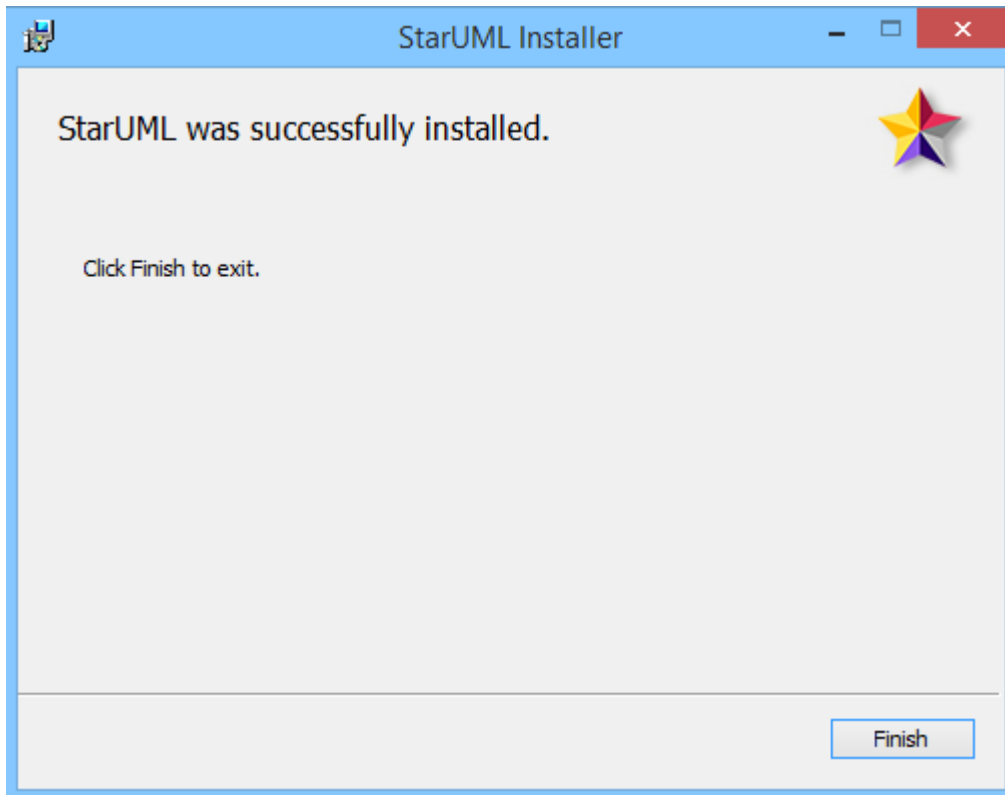 StarUML Installer
StarUML was successfully installed.
Click Finish to exit.
Finish